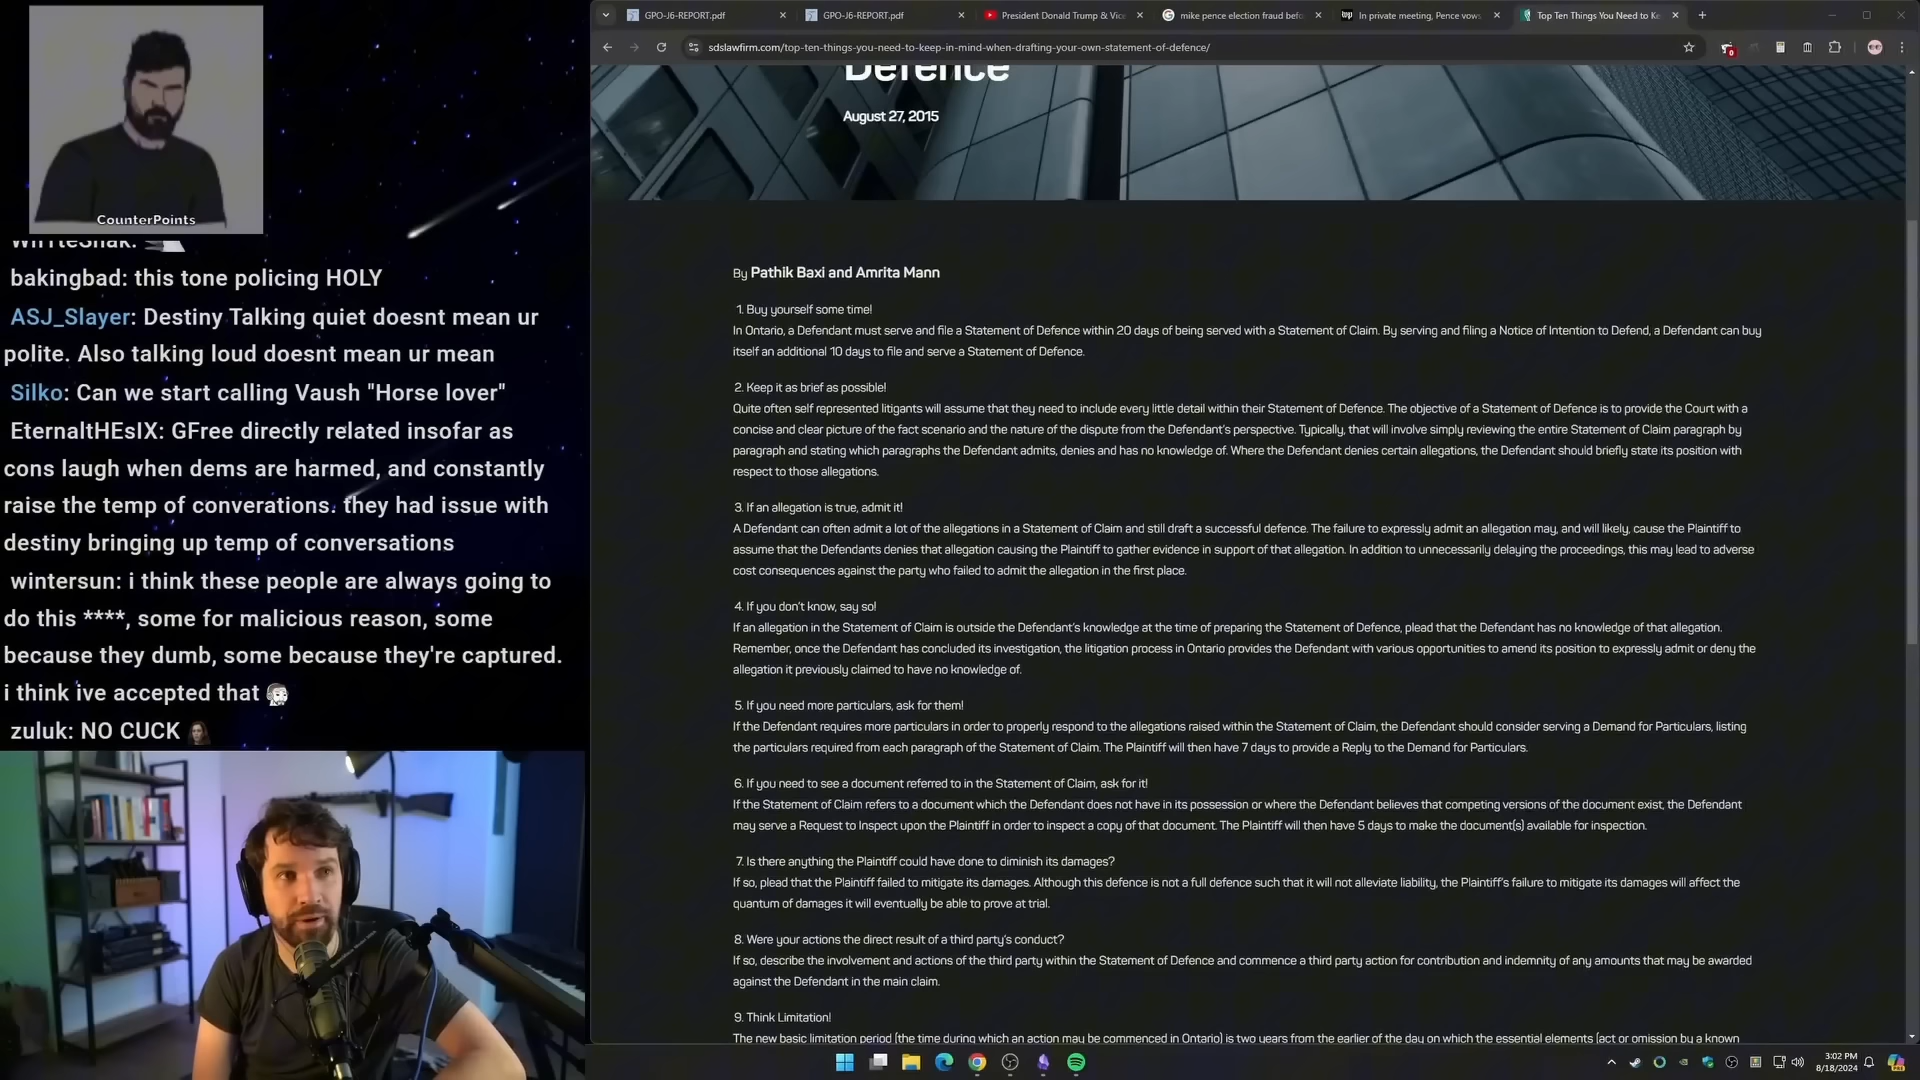 GPO-J6-REPORT.pdf
GPO-J6-REPORT.pdf
President Donald Trump & Vice
mike pence election fraud befo
In private meeting, Pence vows
Top Ten Things You Need to Ke
sdslawfirm.com/top-ten-things-you-need-to-keep-in-mind-when-drafting-your-own-statement-of-defence/
Defence
August 27, 2015
By Pathik Baxi and Amrita Mann
1. Buy yourself some time!
In Ontario, a Defendant must serve and file a Statement of Defence within 20 days of being served with a Statement of Claim. By serving and filing a Notice of Intention to Defend, a Defendant can buy
itself an additional 10 days to file and serve a Statement of Defence.
2. Keep it as brief as possible!
Quite often self represented litigants will assume that they need to include every little detail within their Statement of Defence. The objective of a Statement of Defence is to provide the Court with a
concise and clear picture of the fact scenario and the nature of the dispute from the Defendant's perspective. Typically, that will involve simply reviewing the entire Statement of Claim paragraph by
paragraph and stating which paragraphs the Defendant admits, denies and has no knowledge of. Where the Defendant denies certain allegations, the Defendant should briefly state its position with
respect to those allegations.
3. If an allegation is true, admit it!
A Defendant can often admit a lot of the allegations in a Statement of Claim and still draft a successful defence. The failure to expressly admit an allegation may, and will likely, cause the Plaintiff to
assume that the Defendants denies that allegation causing the Plaintiff to gather evidence in support of that allegation. In addition to unnecessarily delaying the proceedings, this may lead to adverse
cost consequences against the party who failed to admit the allegation in the first place.
4. If you don't know, say so!
If an allegation in the Statement of Claim is outside the Defendant's knowledge at the time of preparing the Statement of Defence, plead that the Defendant has no knowledge of that allegation.
Remember, once the Defendant has concluded its investigation, the litigation process in Ontario provides the Defendant with various opportunities to amend its position to expressly admit or deny the
allegation it previously claimed to have no knowledge of.
5. If you need more particulars, ask for them!
If the Defendant requires more particulars in order to properly respond to the allegations raised within the Statement of Claim, the Defendant should consider serving a Demand for Particulars, listing
the particulars required from each paragraph of the Statement of Claim. The Plaintiff will then have 7 days to provide a Reply to the Demand for Particulars.
6. If you need to see a document referred to in the Statement of Claim, ask for it!
If the Statement of Claim refers to a document which the Defendant does not have in its possession or where the Defendant believes that competing versions of the document exist, the Defendant
may serve a Request to Inspect upon the Plaintiff in order to inspect a copy of that document. The Plaintiff will then have 5 days to make the document(s) available for inspection.
7. Is there anything the Plaintiff could have done to diminish its damages?
If so, plead that the Plaintiff failed to mitigate its damages. Although this defence is not a full defence such that it will not alleviate liability, the Plaintiff's failure to mitigate its damages will affect the
quantum of damages it will eventually be able to prove at trial.
8. Were your actions the direct result of a third party's conduct?
If so, describe the involvement and actions of the third party within the Statement of Defence and commence a third party action for contribution and indemnity of any amounts that may be awarded
against the Defendant in the main claim.
9. Think Limitation!
The new basic limitation period (the time during which an action may be commenced in Ontario) is two years from the earlier of the day on which the essential elements (act or omission by a known
CounterPoints
bakingbad: this tone policing HOLY
ASJ_Slayer: Destiny Talking quiet doesnt mean ur
polite. Also talking loud doesnt mean ur mean
Silko: Can we start calling Vaush "Horse lover"
EternaltHEsIX: GFree directly related insofar as
cons laugh when dems are harmed, and constantly
raise the temp of converations. they had issue with
destiny bringing up temp of conversations
wintersun: i think these people are always going to
do this ****, some for malicious reason, some
because they dumb, some because they're captured.
i think ive accepted that
zuluk: NO CUCK
3:02 PM
8/18/2024